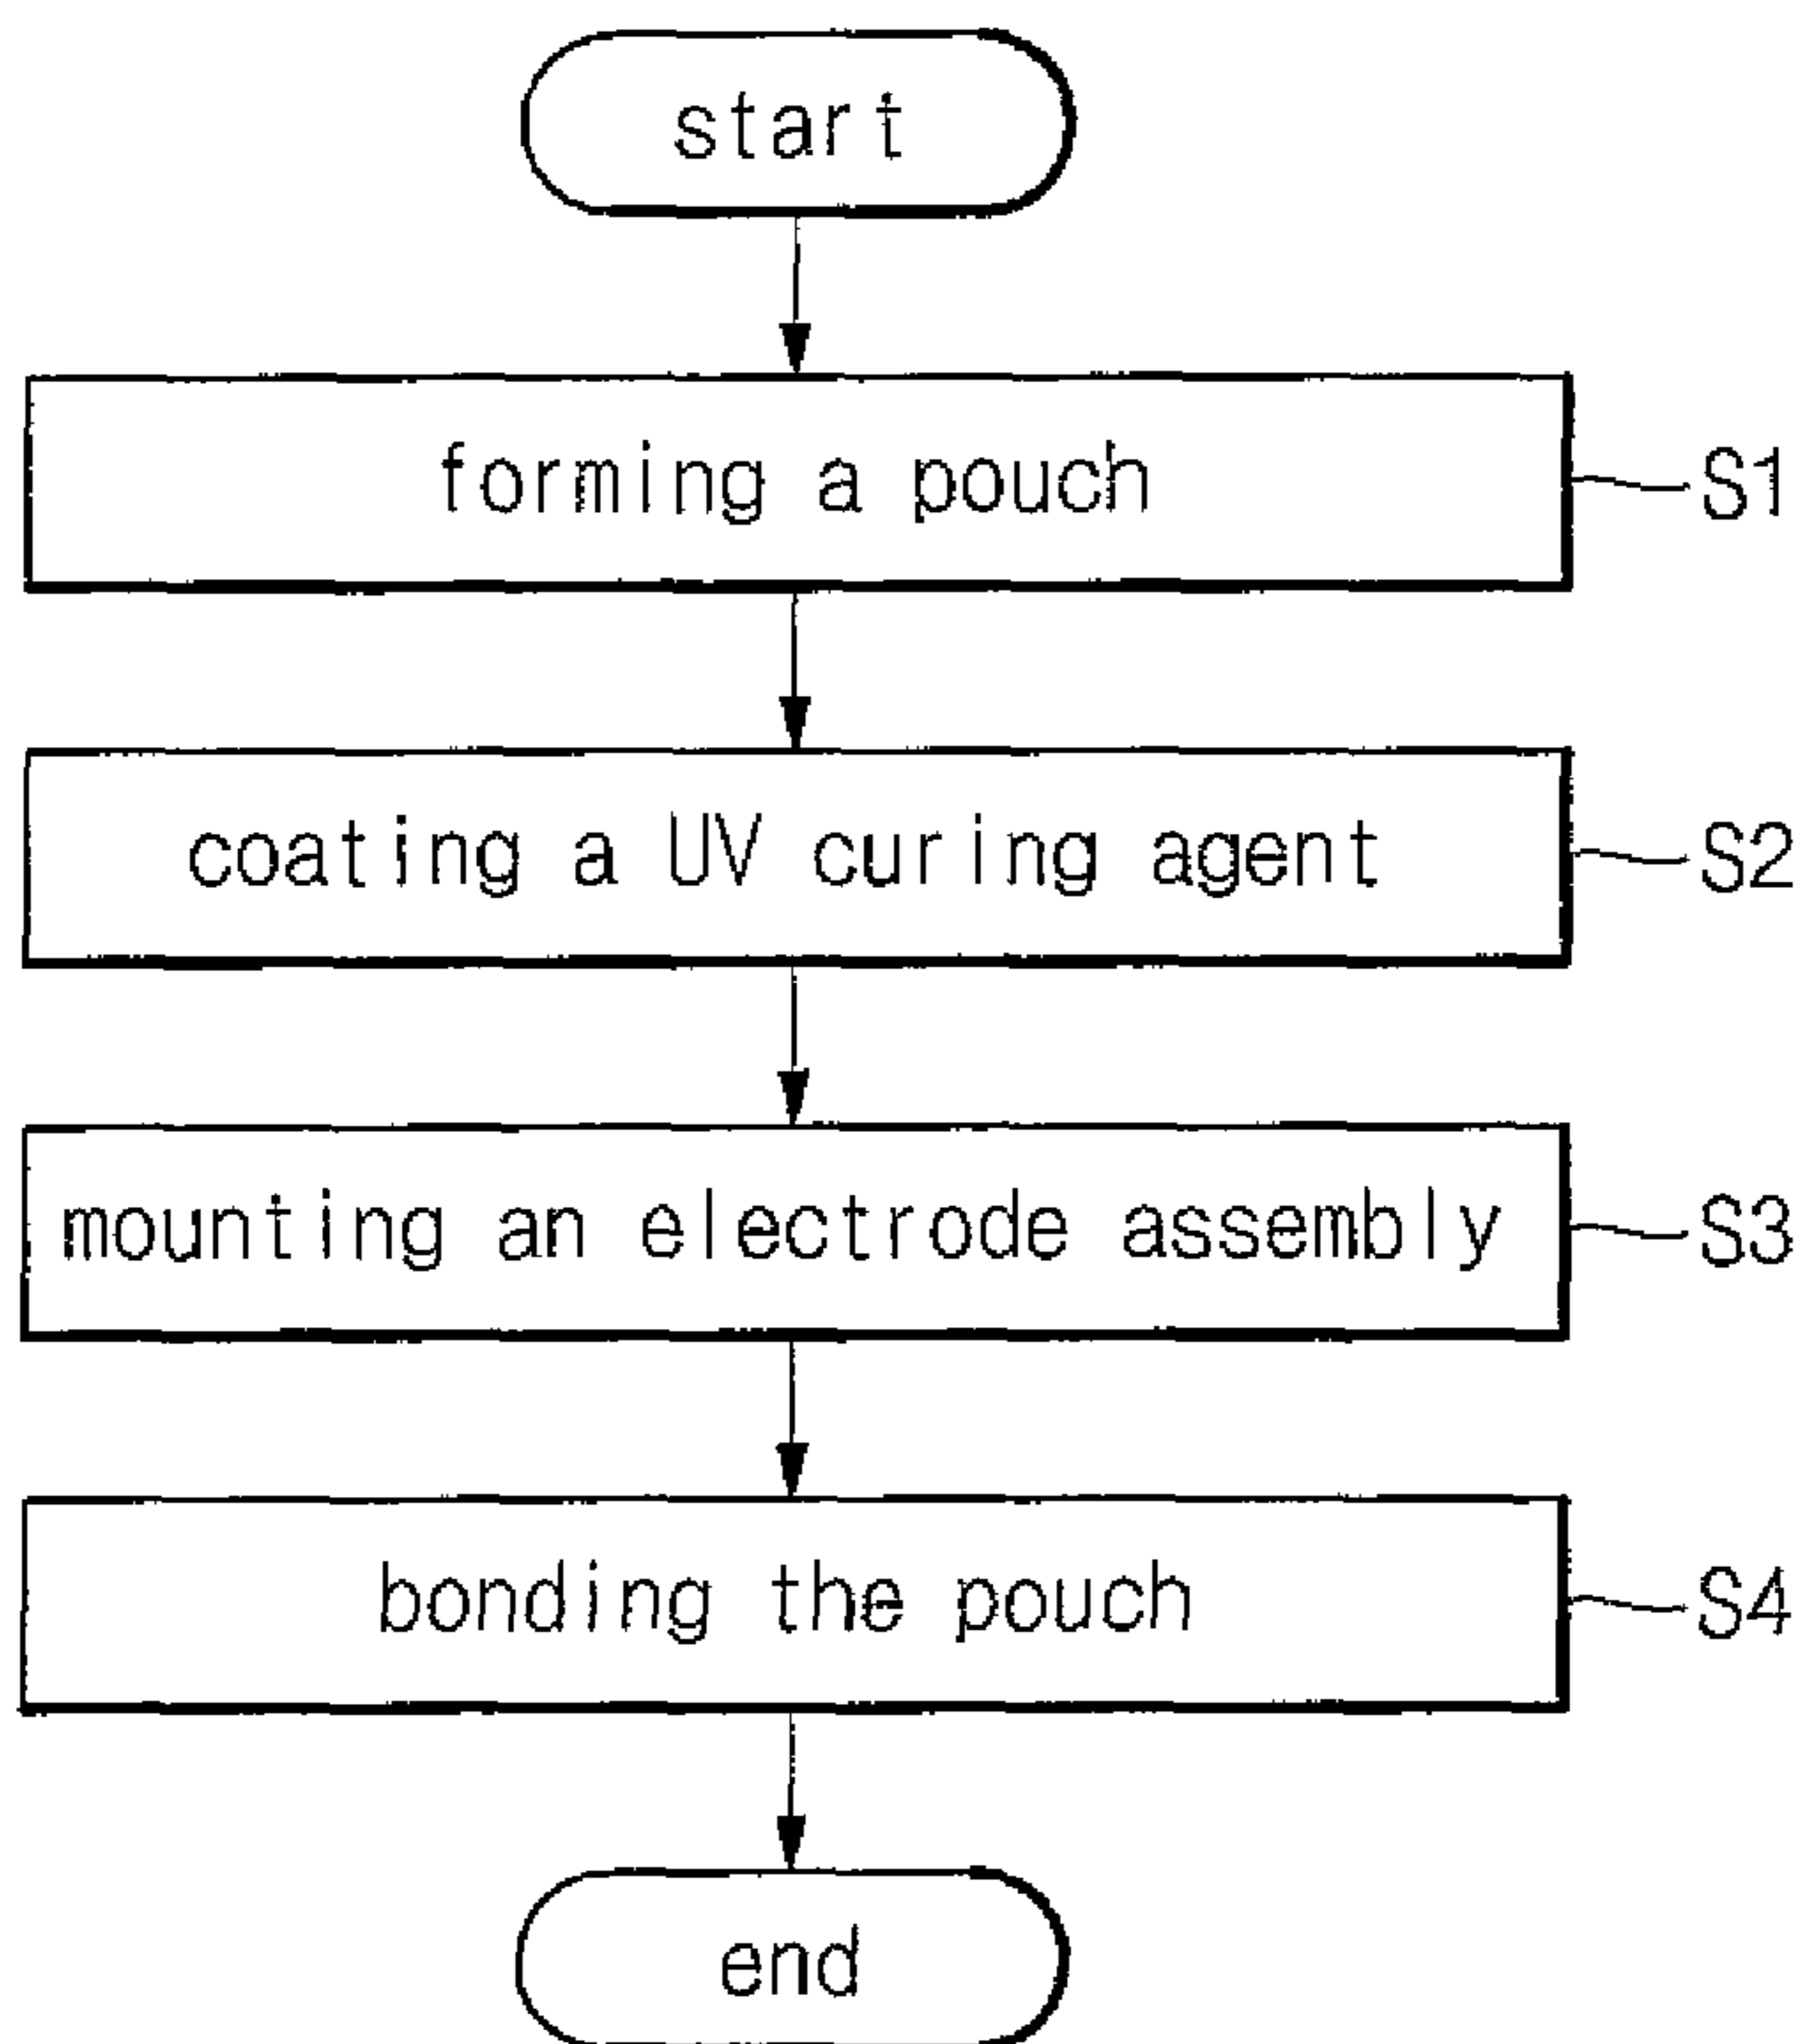 start
forming a pouch S1
coating a UV curing agent S2
mounting an electrode assembly S3
bonding the pouch S4
end